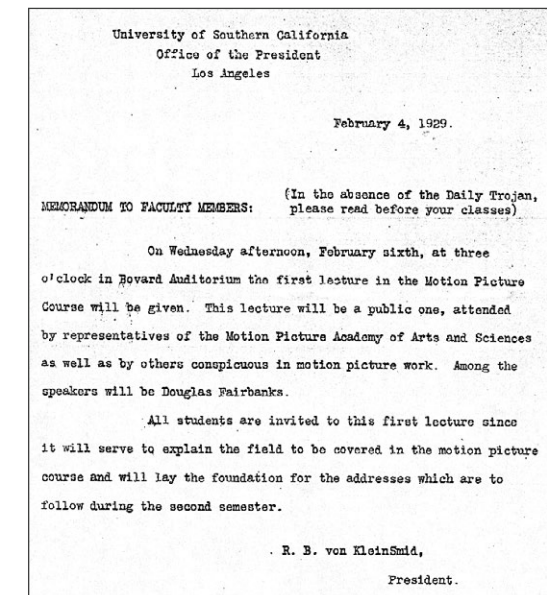 University of Southern California
Office of the President
Los Angeles
February 4, 1929.
MEMORANDUM TO FACULTY MEMBERS:
(In the absence of the Daily Trojan,
please read before your classes)
On Wednesday afternoon, February sixth, at three
o'clock in Bovard Auditorium the first lecture in the Motion Picture
Course will be given. This lecture will be a public one, attended
by representatives of the Motion Picture Academy of Arts and Sciences
as well as by others conspicuous in motion picture work. Among the
speakers will be Douglas Fairbanks.
All students are invited to this first lecture since
it will serve to explain the field to be covered in the motion picture
course and will lay the foundation for the addresses which are to
follow during the second semester.
R. B. von KleinSmid,
President.